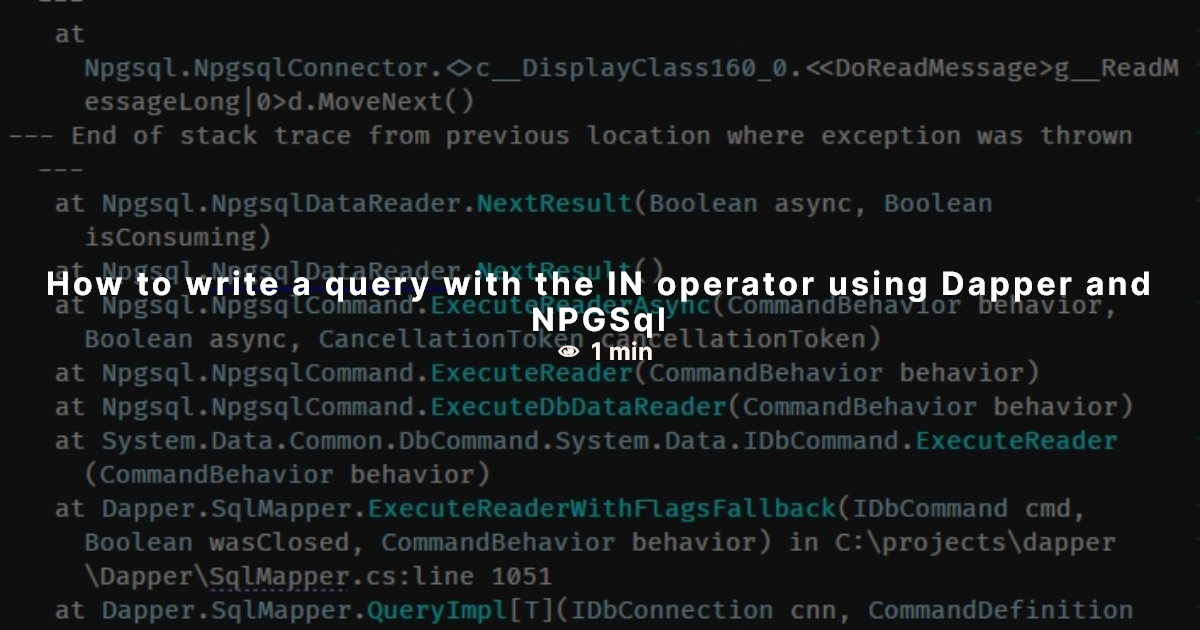 ---
at
Npgsql.NpgsqlConnector.<>c__DisplayClass160_0.<<DoReadMessage>g__ReadM
essageLong|0>d.MoveNext()
--- End of stack trace from previous location where exception was thrown
---
at Npgsql.NpgsqlDataReader.NextResult(Boolean async, Boolean
isConsuming)
at Npgsql.NpgsqlDataReader.NextResult()
How to write a query with the IN operator using Dapper and
NPGSql
1 min
at Npgsql.NpgsqlCommand.ExecuteReaderAsync(CommandBehavior behavior,
Boolean async, CancellationToken cancellationToken)
at Npgsql.NpgsqlCommand.ExecuteReader(CommandBehavior behavior)
at Npgsql.NpgsqlCommand.ExecuteDbDataReader(CommandBehavior behavior)
at System.Data.Common.DbCommand.System.Data.IDbCommand.ExecuteReader
(CommandBehavior behavior)
at Dapper.SqlMapper.ExecuteReaderWithFlagsFallback(IDbCommand cmd,
Boolean wasClosed, CommandBehavior behavior) in C:\projects\dapper
\Dapper\SqlMapper.cs:line 1051
at Dapper.SqlMapper.QueryImpl[T](IDbConnection cnn, CommandDefinition